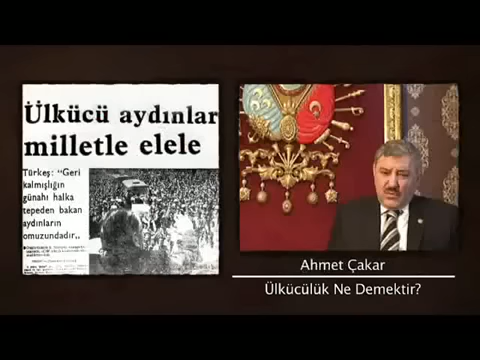 Ülkücü aydınlar
milletle elele
Türkeş: "Geri
kalmışlığın
günahı halka
tepeden bakan
aydınların
omuzundadır,,
Ahmet Çakar
Ülkücülük Ne Demektir?